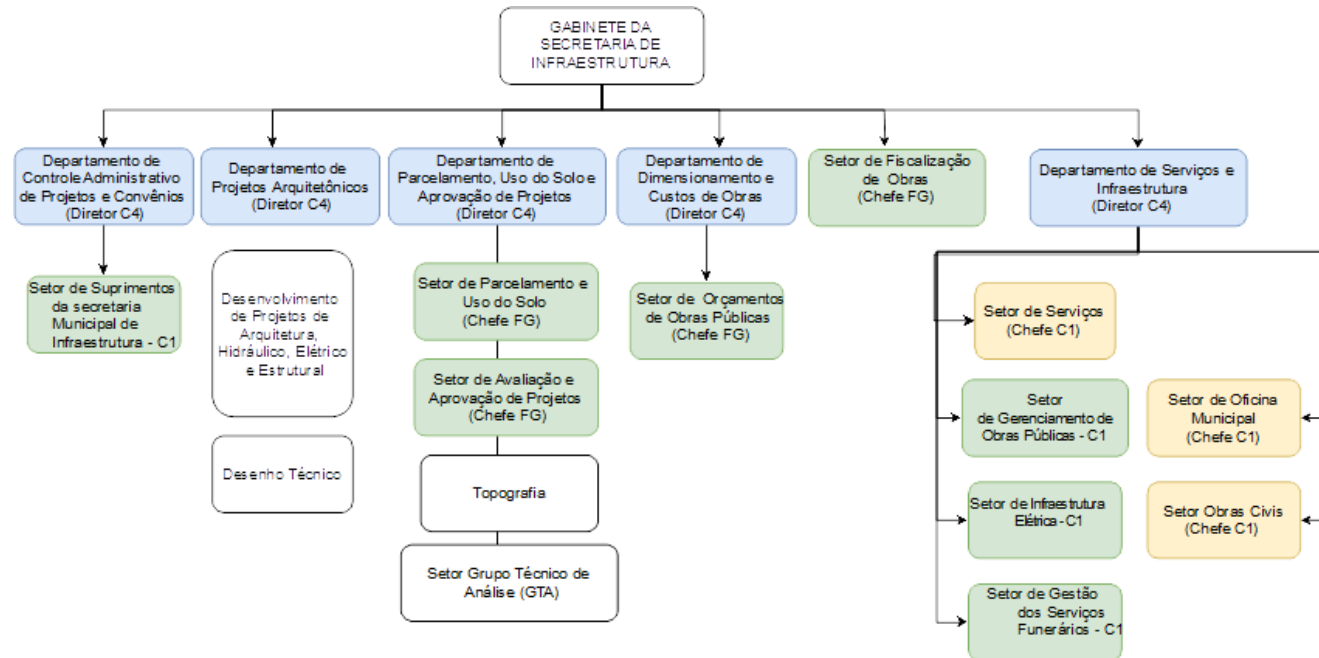 GABINETE DA
SECRETARIA DE
INFRAESTRUTURA
Departamento de
Controle Administrativo
de Projetos e Convênios
(Diretor C4)
Departamento de
Projetos Arquitetônicos
(Diretor C4)
Departamento de
Parcelamento, Uso do Solo e
Aprovação de Projetos
(Diretor C4)
Departamento de
Dimensionamento e
Custos de Obras
(Diretor C4)
Setor de Fiscalização
de Obras
(Chefe FG)
Departamento de Serviços e
Infraestrutura
(Diretor C4)
Setor de Suprimentos
da secretaria
Municipal de
Infraestrutura - C1
Desenvolvimento
de Projetos de
Arquitetura,
Hidráulico, Elétrico
e Estrutural
Desenho Técnico
Setor de Parcelamento e
Uso do Solo
(Chefe FG)
Setor de Avaliação e
Aprovação de Projetos
(Chefe FG)
Topografia
Setor Grupo Técnico de
Análise (GTA)
Setor de Orçamentos
de Obras Públicas
(Chefe FG)
Setor de Serviços
(Chefe C1)
Setor
de Gerenciamento de
Obras Públicas - C1
Setor de Oficina
Municipal
(Chefe C1)
Setor de Infraestrutura
Elétrica - C1
Setor Obras Civis
(Chefe C1)
Setor de Gestão
dos Serviços
Funerários - C1